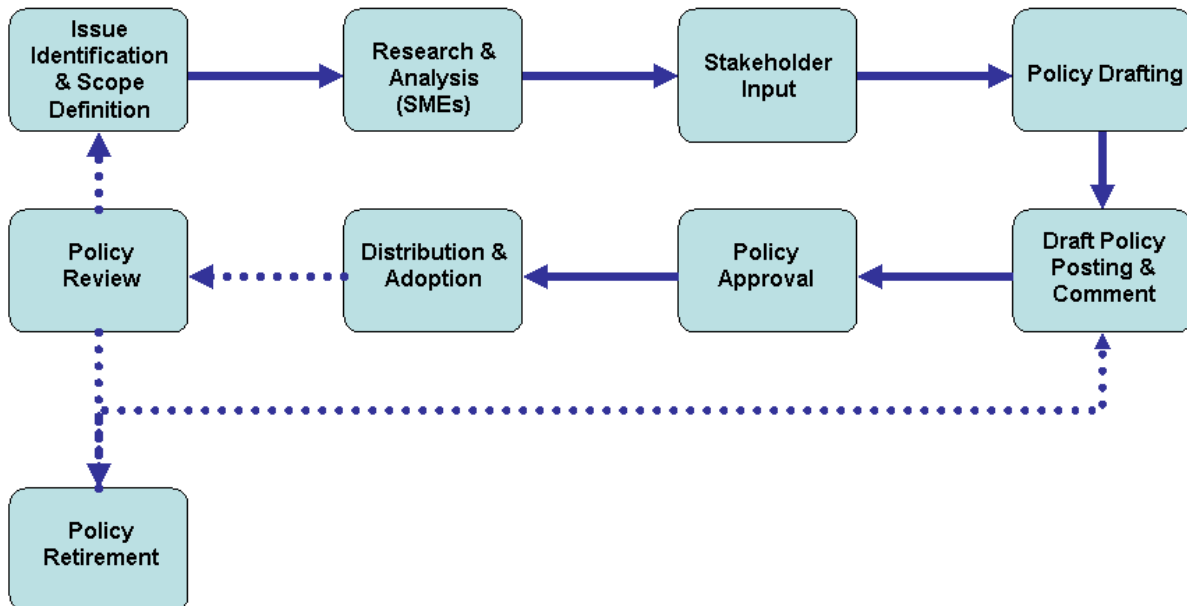 Issue
Identification
& Scope
Definition
Research &
Analysis
(SMEs)
Stakeholder
Input
Policy Drafting
Policy
Review
Distribution &
Adoption
Policy
Approval
Draft Policy
Posting &
Comment
Policy
Retirement